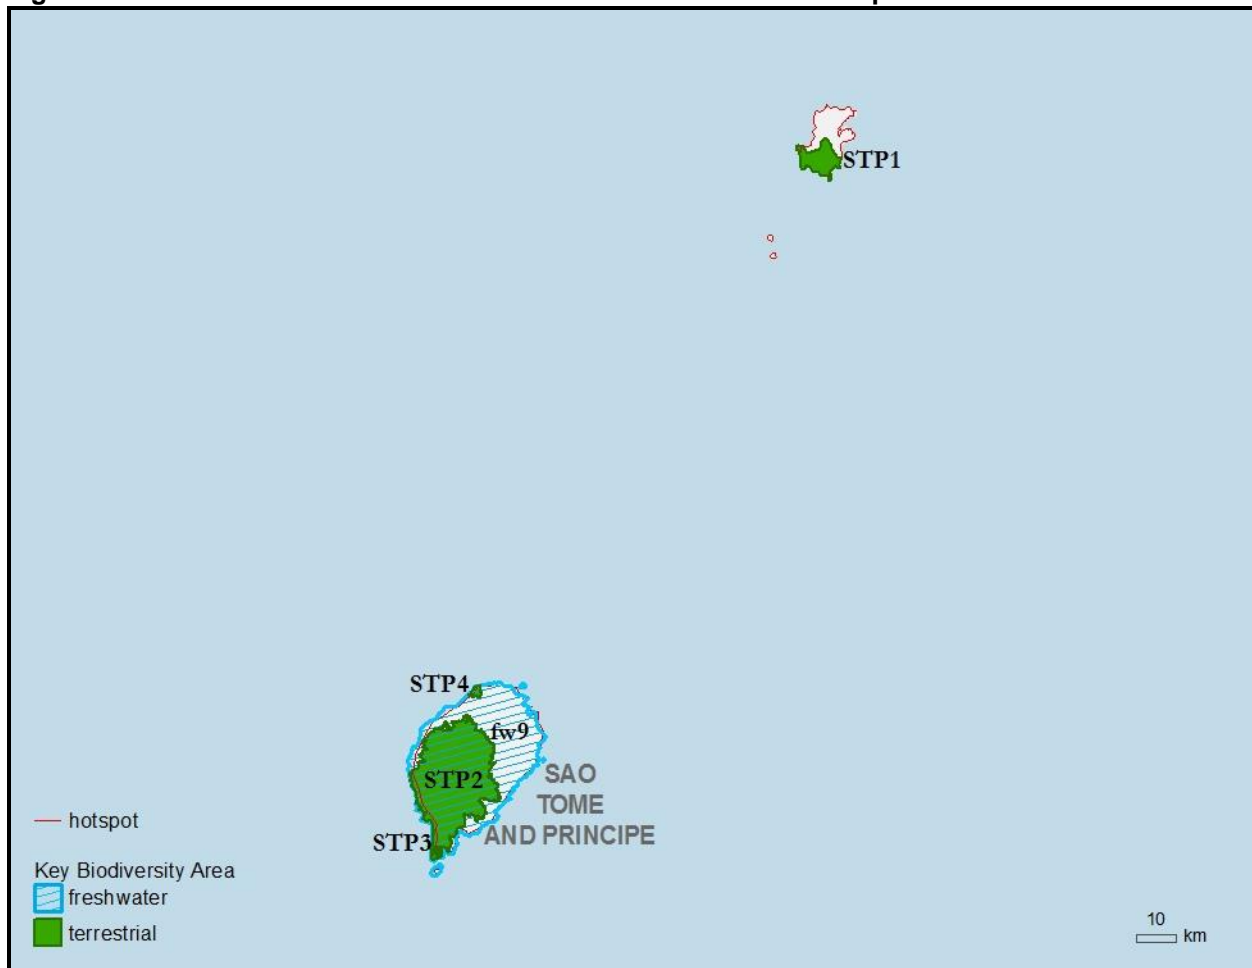 STP1
STP4
fw9
STP2
SAO
TOME
AND PRINCIPE
STP3
hotspot
Key Biodiversity Area
freshwater
terrestrial
10
km